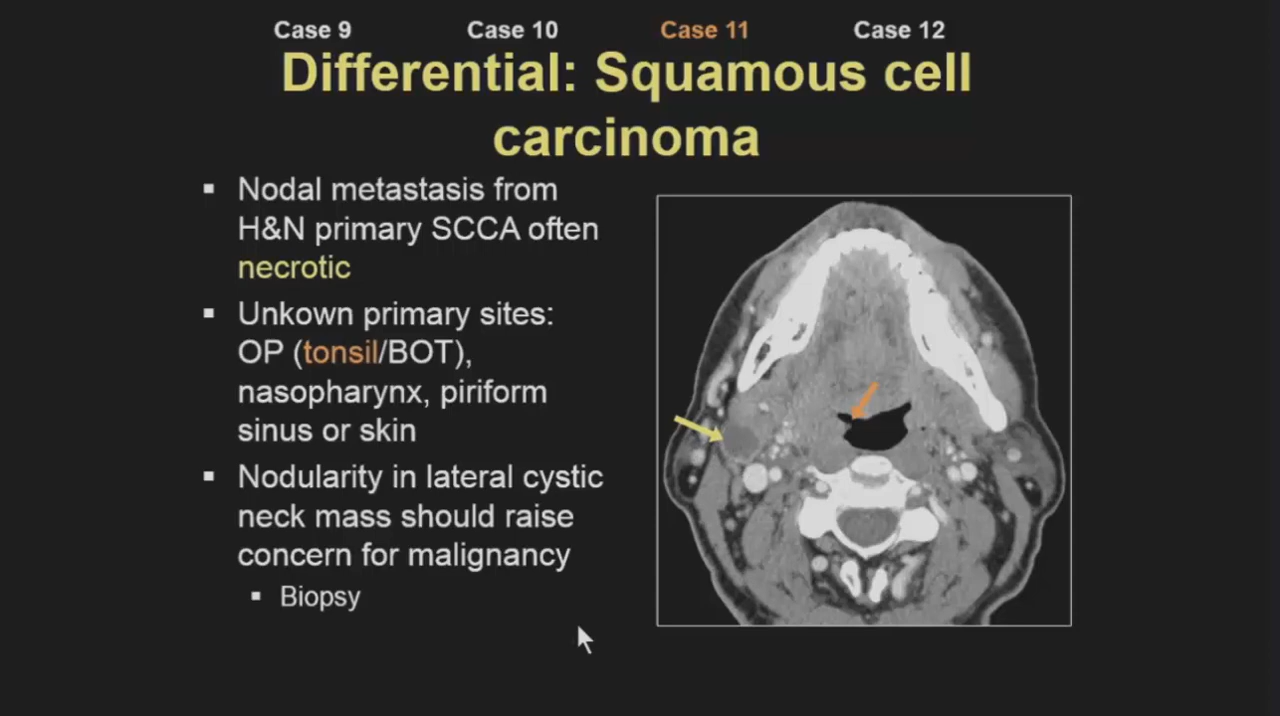 Case 9 Case 10 Case 11 Case 12
Differential: Squamous cell
carcinoma
▪ Nodal metastasis from
H&N primary SCCA often
necrotic
▪ Unkown primary sites:
OP (tonsil/BOT),
nasopharynx, piriform
sinus or skin
▪ Nodularity in lateral cystic
neck mass should raise
concern for malignancy
▪ Biopsy